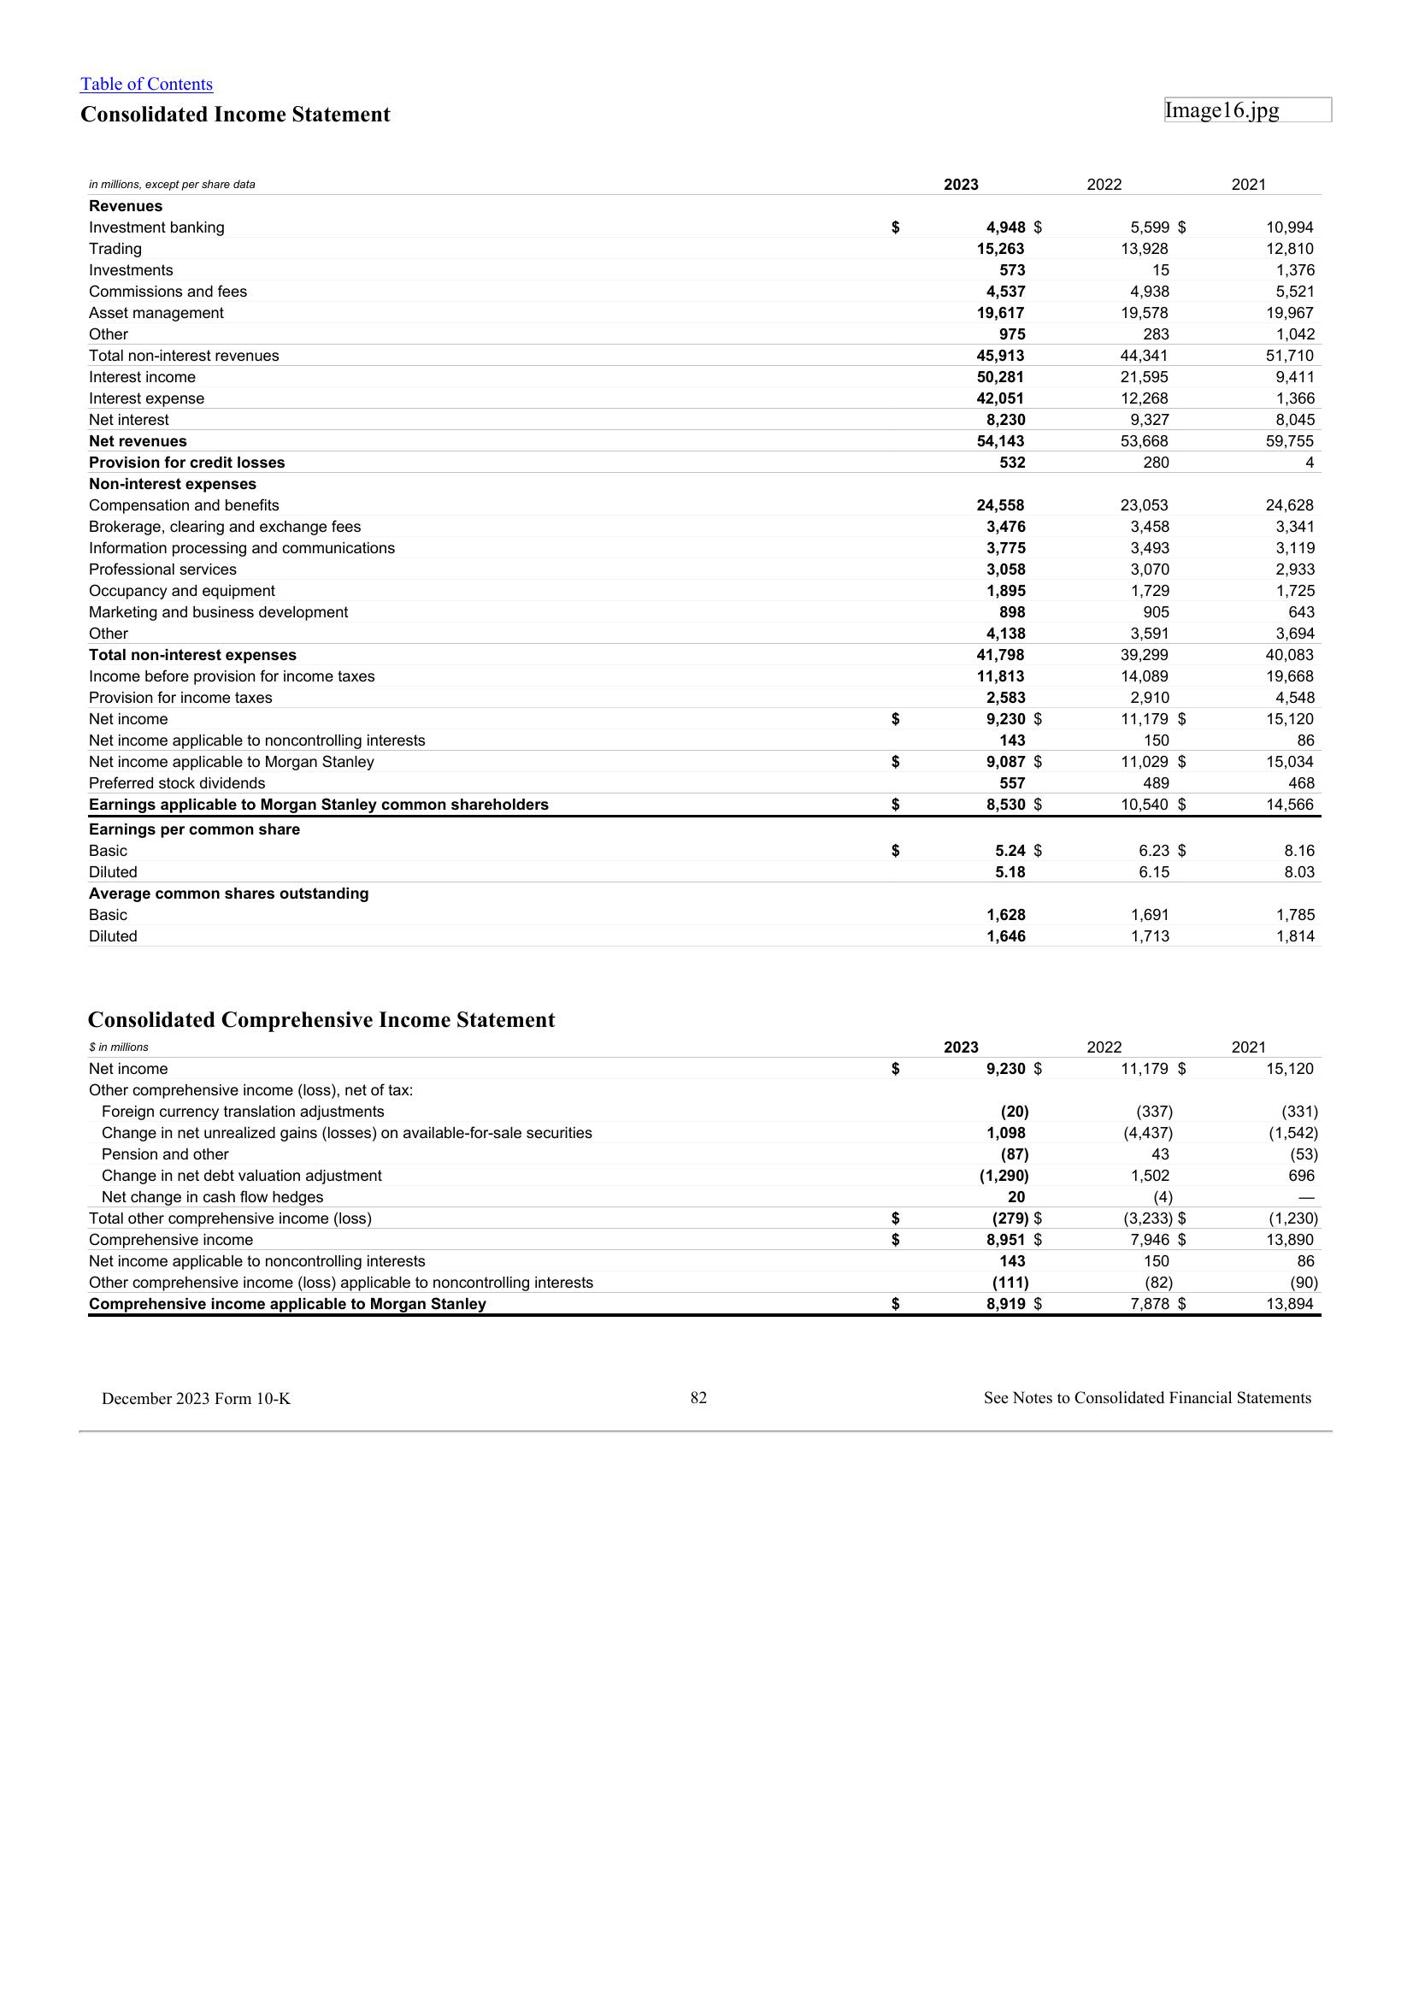 Table of Contents
Consolidated Income Statement
Image16.jpg
in millions, except per share data 2023 2022 2021
Revenues
Investment banking $ 4,948 $ 5,599 $ 10,994
Trading 15,263 13,928 12,810
Investments 573 15 1,376
Commissions and fees 4,537 4,938 5,521
Asset management 19,617 19,578 19,967
Other 975 283 1,042
Total non-interest revenues 45,913 44,341 51,710
Interest income 50,281 21,595 9,411
Interest expense 42,051 12,268 1,366
Net interest 8,230 9,327 8,045
Net revenues 54,143 53,668 59,755
Provision for credit losses 532 280 4
Non-interest expenses
Compensation and benefits 24,558 23,053 24,628
Brokerage, clearing and exchange fees 3,476 3,458 3,341
Information processing and communications 3,775 3,493 3,119
Professional services 3,058 3,070 2,933
Occupancy and equipment 1,895 1,729 1,725
Marketing and business development 898 905 643
Other 4,138 3,591 3,694
Total non-interest expenses 41,798 39,299 40,083
Income before provision for income taxes 11,813 14,089 19,668
Provision for income taxes 2,583 2,910 4,548
Net income $ 9,230 $ 11,179 $ 15,120
Net income applicable to noncontrolling interests 143 150 86
Net income applicable to Morgan Stanley $ 9,087 $ 11,029 $ 15,034
Preferred stock dividends 557 489 468
Earnings applicable to Morgan Stanley common shareholders $ 8,530 $ 10,540 $ 14,566
Earnings per common share
Basic $ 5.24 $ 6.23 $ 8.16
Diluted 5.18 6.15 8.03
Average common shares outstanding
Basic 1,628 1,691 1,785
Diluted 1,646 1,713 1,814
Consolidated Comprehensive Income Statement
$ in millions 2023 2022 2021
Net income $ 9,230 $ 11,179 $ 15,120
Other comprehensive income (loss), net of tax:
Foreign currency translation adjustments (20) (337) (331)
Change in net unrealized gains (losses) on available-for-sale securities 1,098 (4,437) (1,542)
Pension and other (87) 43 (53)
Change in net debt valuation adjustment (1,290) 1,502 696
Net change in cash flow hedges 20 (4) —
Total other comprehensive income (loss) $ (279) $ (3,233) $ (1,230)
Comprehensive income $ 8,951 $ 7,946 $ 13,890
Net income applicable to noncontrolling interests 143 150 86
Other comprehensive income (loss) applicable to noncontrolling interests (111) (82) (90)
Comprehensive income applicable to Morgan Stanley $ 8,919 $ 7,878 $ 13,894
December 2023 Form 10-K 82 See Notes to Consolidated Financial Statements